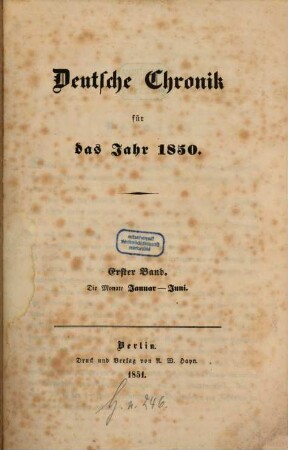 Deutsche Chronik
für
das Jahr 1850.
Erster Band.
Die Monate Januar — Juni.
Berlin.
Druck und Verlag von A. W. Hayn.
1851.